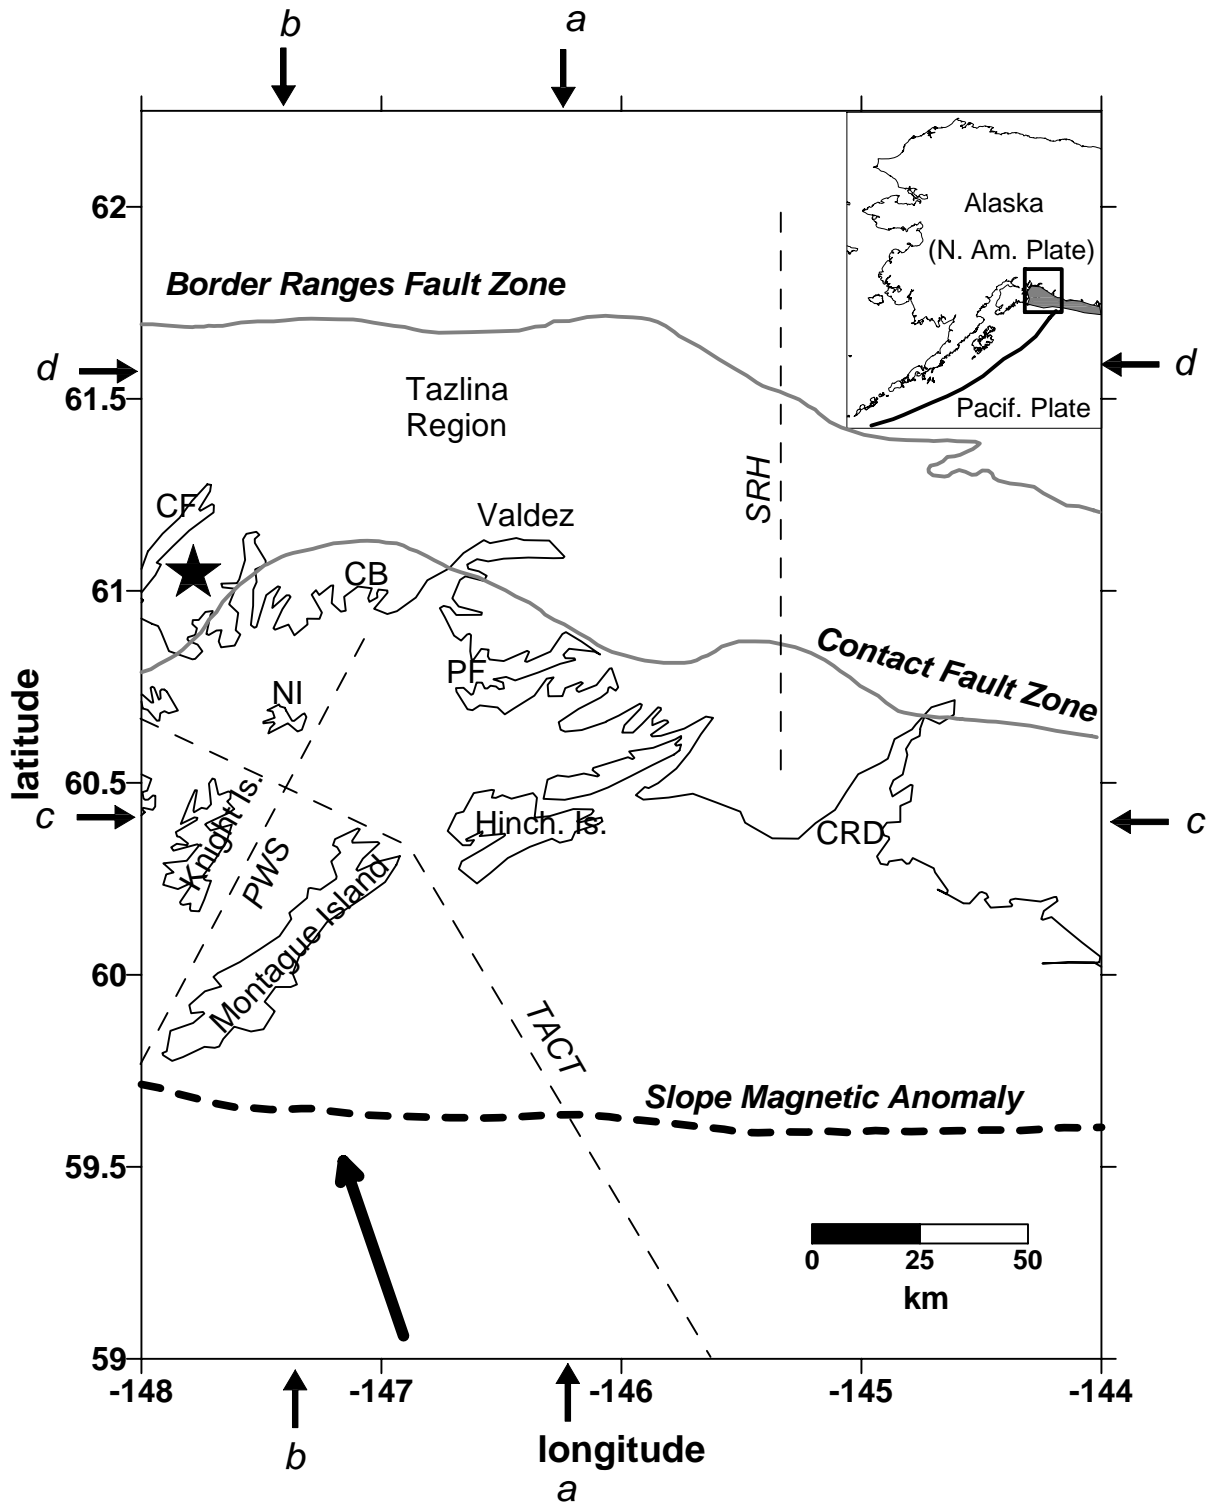 b
a
62
Alaska
(N. Am. Plate)
Pacif. Plate
Border Ranges Fault Zone
d
d
61.5
Tazlina
Region
SRH
CF
Valdez
61
CB
Contact Fault Zone
PF
NI
latitude
60.5
c
c
Knight Is.
PWS
Hinch. Is.
CRD
Montague Island
60
TACT
Slope Magnetic Anomaly
59.5
0
25
50
km
59
-148
-147
-146
-145
-144
b
longitude
a